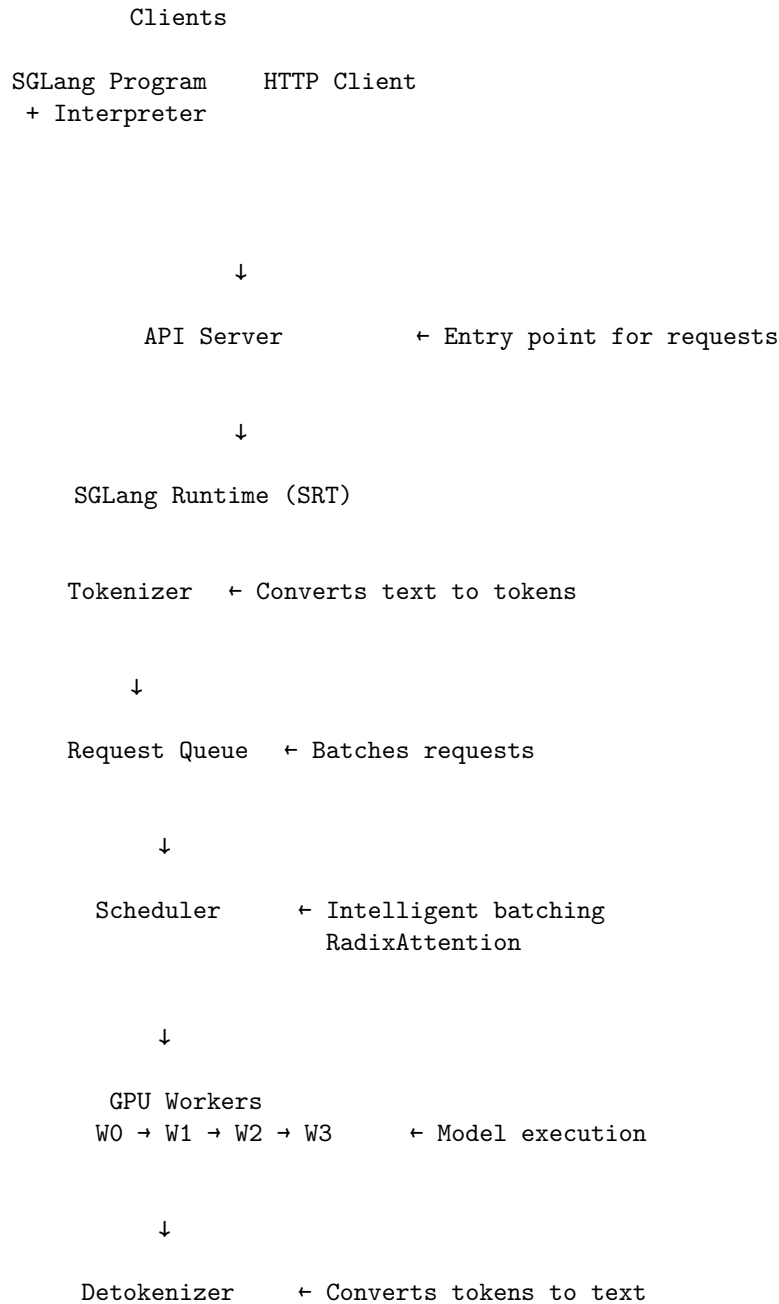 Clients
SGLang Program    HTTP Client
+ Interpreter
↓
API Server    ← Entry point for requests
↓
SGLang Runtime (SRT)
Tokenizer  ← Converts text to tokens
↓
Request Queue  ← Batches requests
↓
Scheduler    ← Intelligent batching
RadixAttention
↓
GPU Workers
W0 → W1 → W2 → W3    ← Model execution
↓
Detokenizer    ← Converts tokens to text